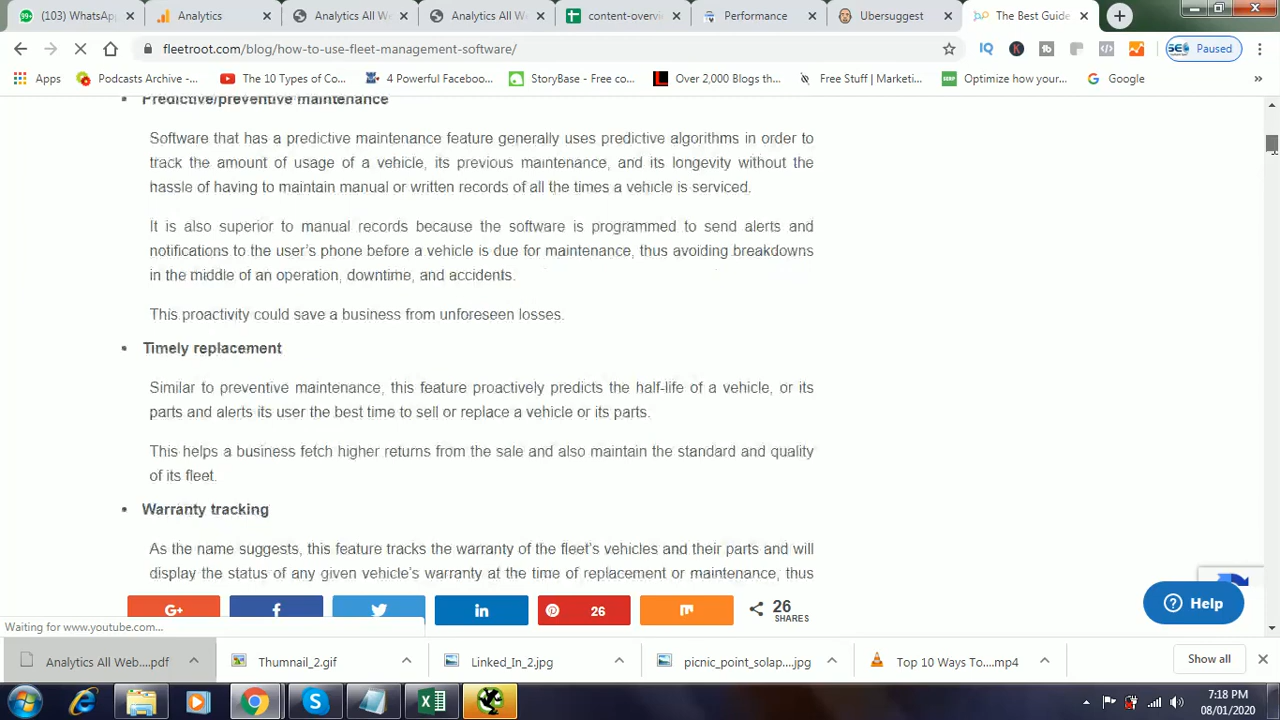 (103) WhatsApp
Analytics
Analytics All W
Analytics All We
content-overvie
Performance
Ubersuggest
The Best Guide
fleetroot.com/blog/how-to-use-fleet-management-software/
Paused
Apps
Podcasts Archive -...
The 10 Types of Co...
4 Powerful Faceboo...
StoryBase - Free co...
Over 2,000 Blogs th...
Free Stuff | Marketi...
Optimize how your...
Google
»
• Predictive/preventive maintenance
Software that has a predictive maintenance feature generally uses predictive algorithms in order to
track the amount of usage of a vehicle, its previous maintenance, and its longevity without the
hassle of having to maintain manual or written records of all the times a vehicle is serviced.
It is also superior to manual records because the software is programmed to send alerts and
notifications to the user's phone before a vehicle is due for maintenance, thus avoiding breakdowns
in the middle of an operation, downtime, and accidents.
This proactivity could save a business from unforeseen losses.
• Timely replacement
Similar to preventive maintenance, this feature proactively predicts the half-life of a vehicle, or its
parts and alerts its user the best time to sell or replace a vehicle or its parts.
This helps a business fetch higher returns from the sale and also maintain the standard and quality
of its fleet.
• Warranty tracking
As the name suggests, this feature tracks the warranty of the fleet's vehicles and their parts and will
display the status of any given vehicle's warranty at the time of replacement or maintenance, thus
26
26
SHARES
Help
Waiting for www.youtube.com...
Analytics All Web....pdf
Thumnail_2.gif
Linked_In_2.jpg
picnic_point_solap....jpg
Top 10 Ways To....mp4
Show all
7:18 PM
08/01/2020